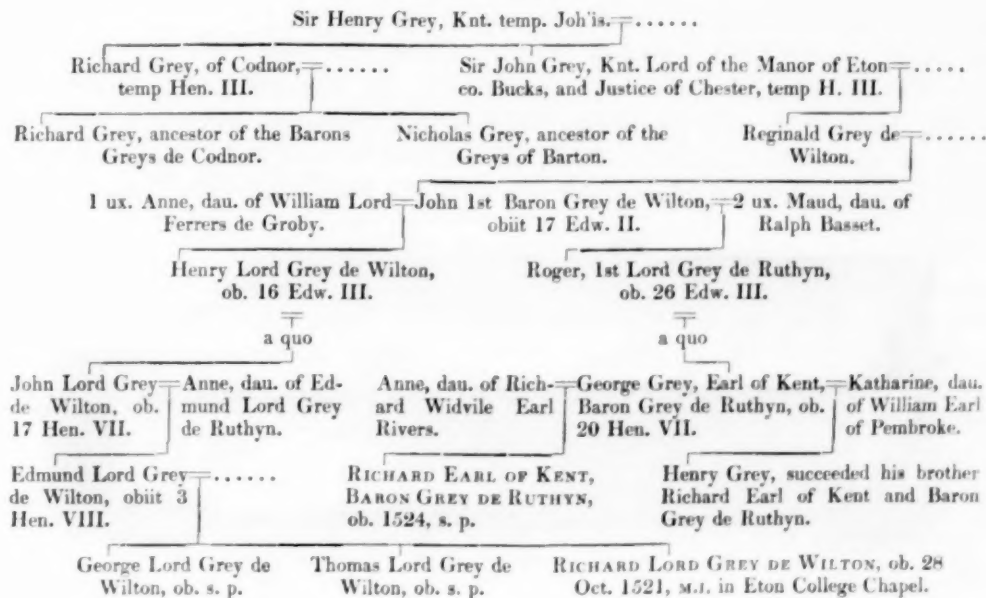 Sir Henry Grey, Knt. temp. Joh'is. ......
Richard Grey, of Codnor, ......
temp Hen. III.
Sir John Grey, Knt. Lord of the Manor of Eton .....
co. Bucks, and Justice of Chester, temp H. III.
Richard Grey, ancestor of the Barons
Greys de Codnor.
Nicholas Grey, ancestor of the
Greys of Barton.
Reginald Grey de ......
Wilton.
1 ux. Anne, dau. of William Lord
Ferrers de Groby.
John 1st Baron Grey de Wilton,
obiit 17 Edw. II.
2 ux. Maud, dau. of
Ralph Basset.
Henry Lord Grey de Wilton,
ob. 16 Edw. III.
Roger, 1st Lord Grey de Ruthyn,
ob. 26 Edw. III.
a quo
a quo
John Lord Grey
de Wilton, ob.
17 Hen. VII.
Anne, dau. of Ed-
mund Lord Grey
de Ruthyn.
Anne, dau. of Rich-
ard Widvile Earl
Rivers.
George Grey, Earl of Kent,
Baron Grey de Ruthyn, ob.
20 Hen. VII.
Katharine, dau.
of William Earl
of Pembroke.
Edmund Lord Grey ......
de Wilton, obiit 3
Hen. VIII.
RICHARD EARL OF KENT,
BARON GREY DE RUTHYN,
ob. 1524, s. p.
Henry Grey, succeeded his brother
Richard Earl of Kent and Baron
Grey de Ruthyn.
George Lord Grey de
Wilton, ob. s. p.
Thomas Lord Grey de
Wilton, ob. s. p.
RICHARD LORD GREY DE WILTON, ob. 28
Oct. 1521, M.I. in Eton College Chapel.